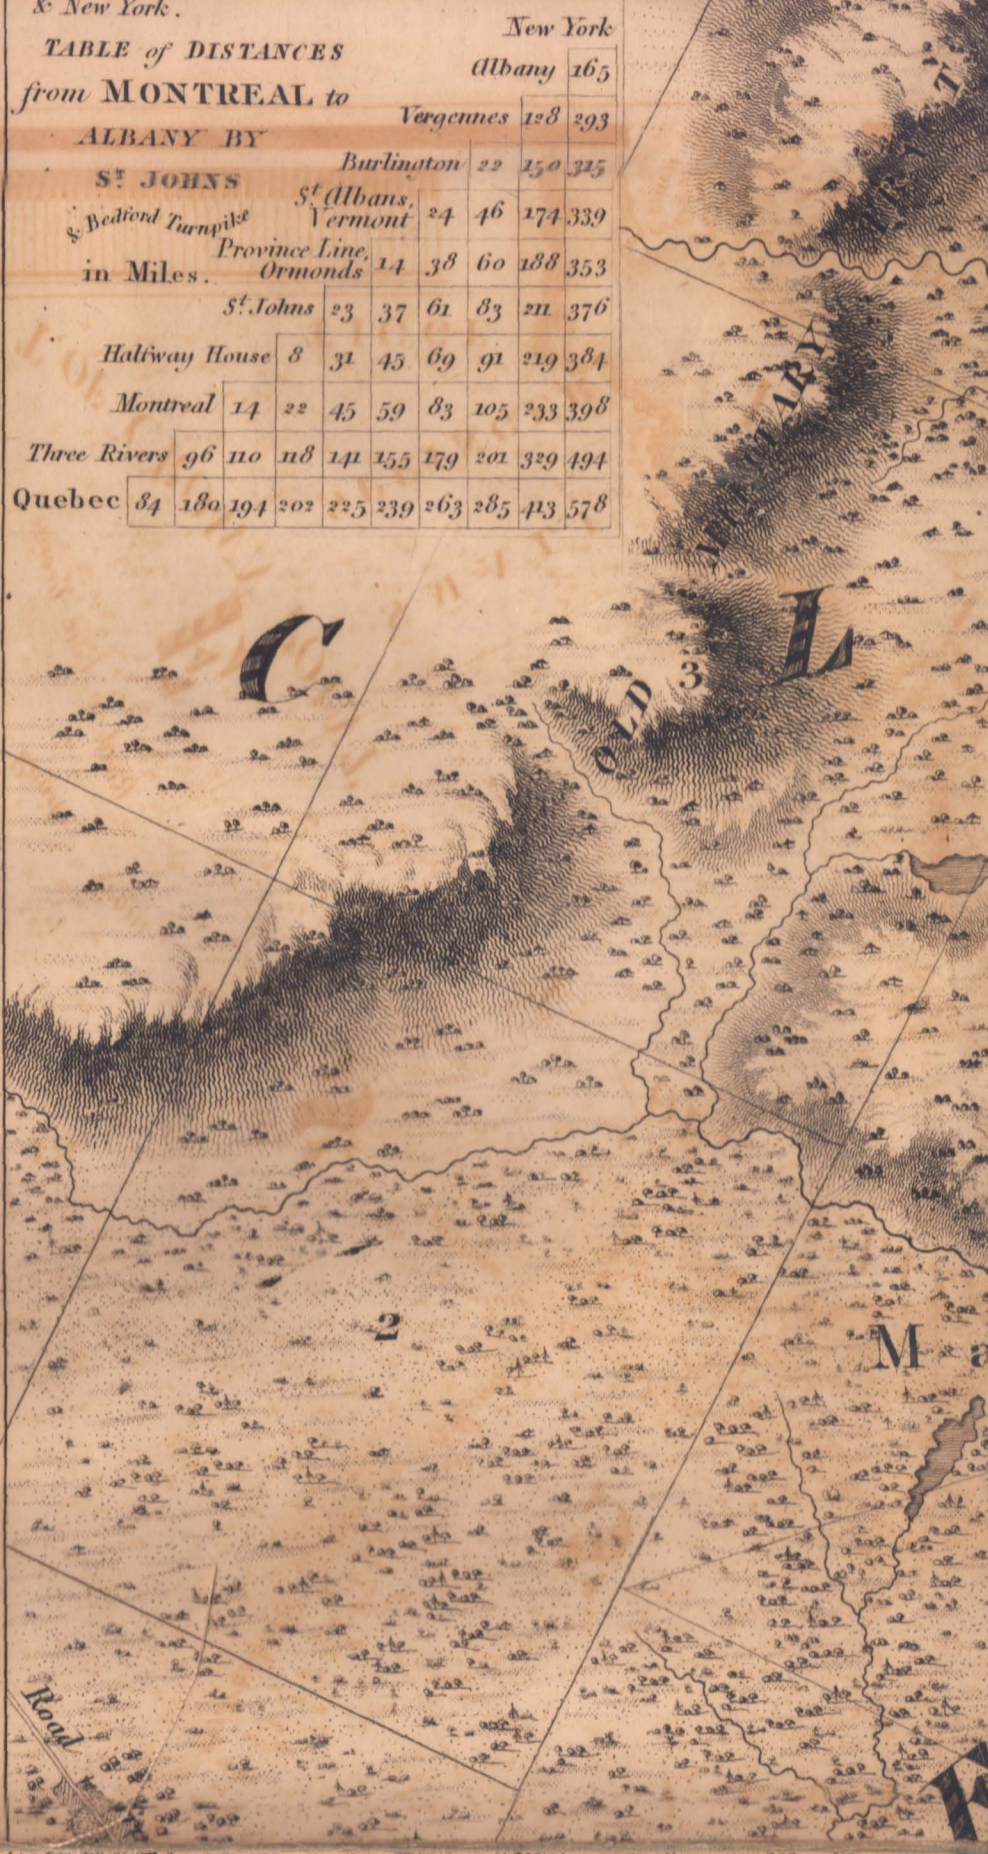 & New York.
TABLE of DISTANCES
from MONTREAL to
ALBANY BY
St JOHNS
& Bedford Turnpike
in Miles.
New York
Albany 165
Vergennes 128 293
Burlington 22 150 315
St Albans, Vermont 24 46 174 339
Province Line, Ormonds 14 38 60 188 353
St Johns 23 37 61 83 211 376
Halfway House 8 31 45 69 91 219 384
Montreal 14 22 45 59 83 105 233 398
Three Rivers 96 110 118 141 155 179 201 329 494
Quebec 84 180 194 202 225 239 263 285 413 578
C L
OLD
3
2
M a
Road